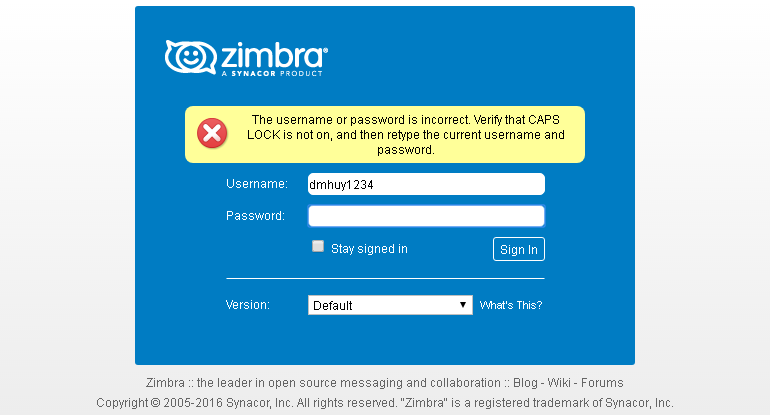 zimbra®
A SYNACOR PRODUCT
The username or password is incorrect. Verify that CAPS
LOCK is not on, and then retype the current username and
password.
Username: dmhuy1234
Password:
Stay signed in Sign In
Version: Default What's This?
Zimbra :: the leader in open source messaging and collaboration :: Blog - Wiki - Forums
Copyright © 2005-2016 Synacor, Inc. All rights reserved. "Zimbra" is a registered trademark of Synacor, Inc.